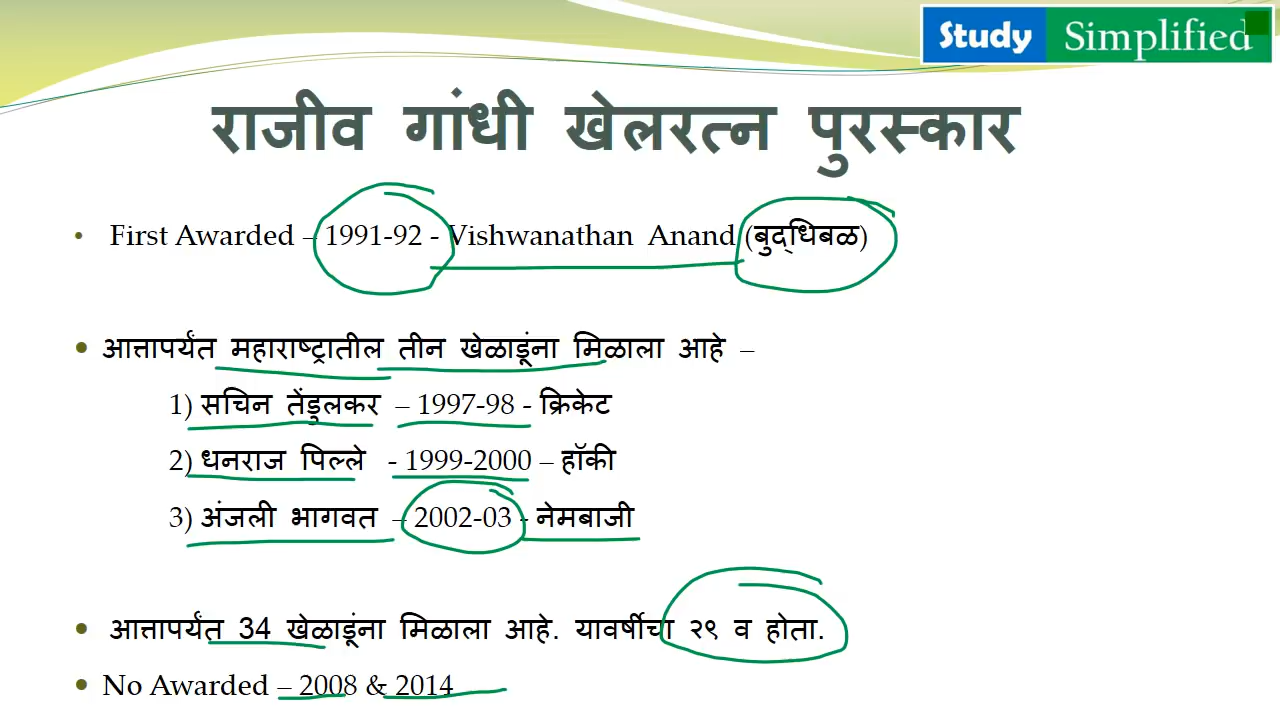 Study Simplified
राजीव गांधी खेलरत्न पुरस्कार
• First Awarded – 1991-92 - Vishwanathan Anand (बुद्धिबळ)
• आत्तापर्यंत महाराष्ट्रातील तीन खेळाडूंना मिळाला आहे –
1) सचिन तेंडुलकर – 1997-98 - क्रिकेट
2) धनराज पिल्ले - 1999-2000 – हॉकी
3) अंजली भागवत – 2002-03 - नेमबाजी
• आत्तापर्यंत 34 खेळाडूंना मिळाला आहे. यावर्षीचा २९ व होता.
• No Awarded – 2008 & 2014